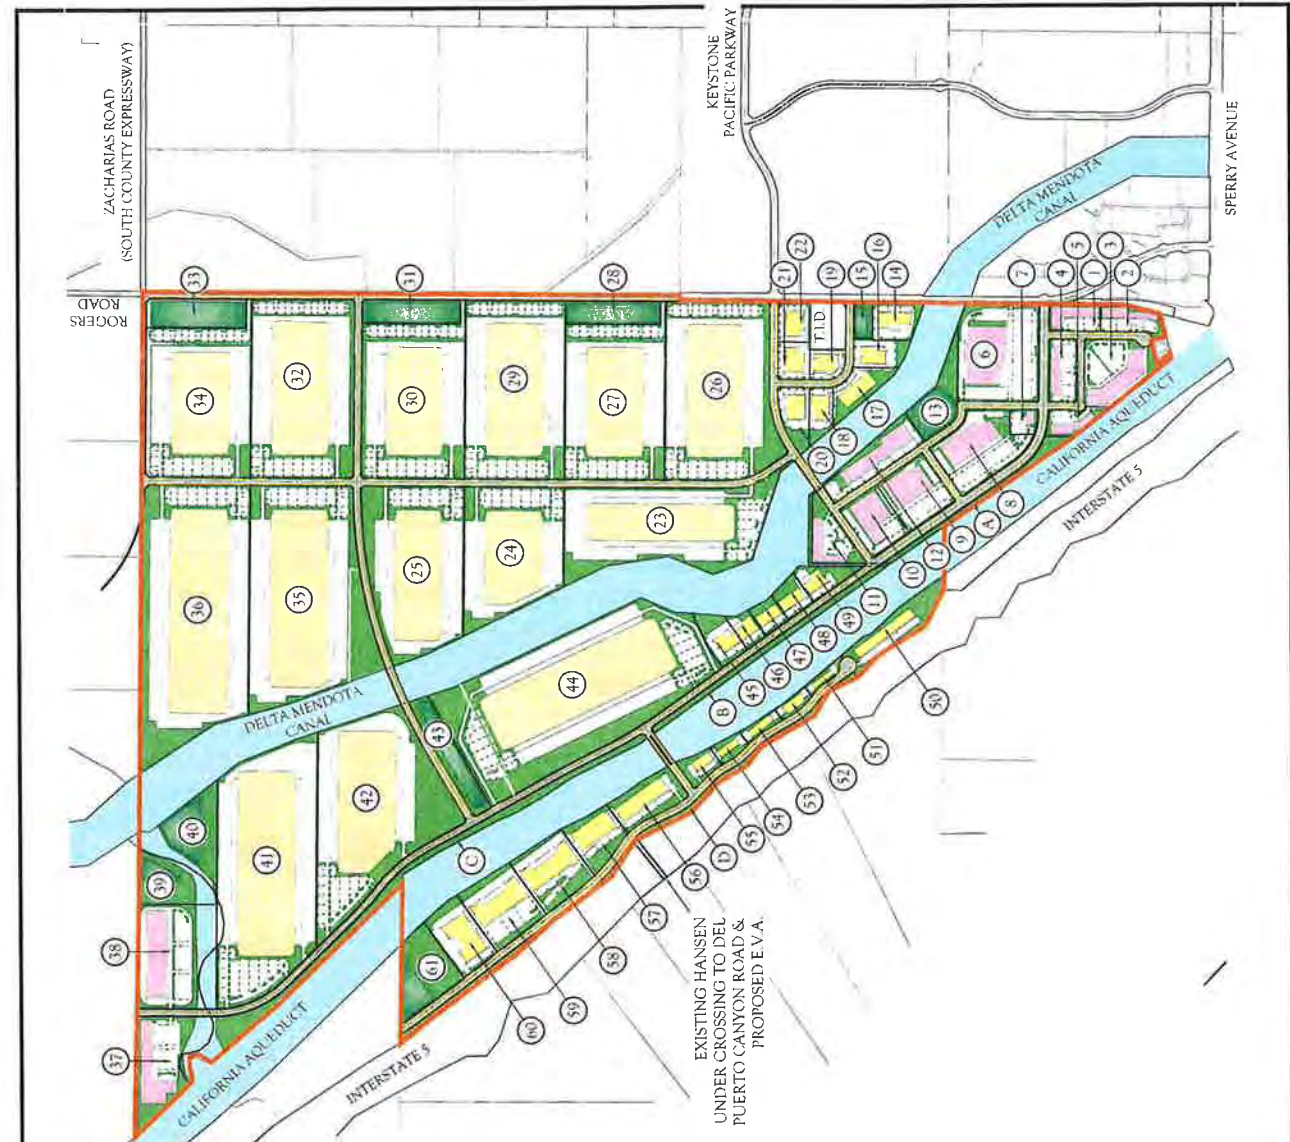 ZACHARIAS ROAD
(SOUTH COUNTY EXPRESSWAY)
KEYSTONE
PACIFIC PARKWAY
SPERRY AVENUE
ROGERS
ROAD
DELTA MENDOTA
CANAL
33
31
28
21
22
19
15
16
14
7
4
5
1
3
2
T.I.D.
34
32
30
29
27
26
6
20
18
17
13
CALIFORNIA AQUEDUCT
INTERSTATE 5
36
35
25
24
23
10
12
9
A
8
DELTA MENDOTA
CANAL
44
43
B
45
46
47
48
49
11
50
40
42
41
39
38
37
C
55
54
53
52
51
D
56
57
58
59
60
61
EXISTING HANSEN
UNDER CROSSING TO DEL
PUERTO CANYON ROAD &
PROPOSED E.V.A.
CALIFORNIA AQUEDUCT
INTERSTATE 5